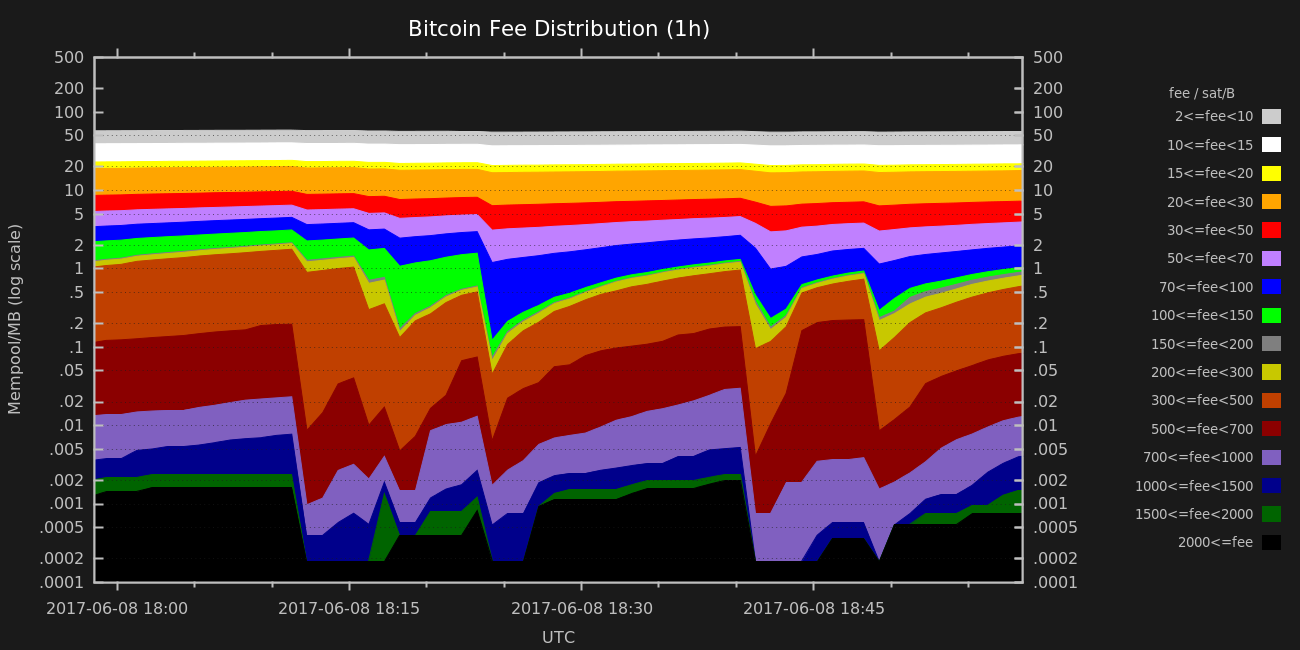 Bitcoin Fee Distribution (1h)
Mempool/MB (log scale)
500
200
100
50
20
10
5
2
1
.5
.2
.1
.05
.02
.01
.005
.002
.001
.0005
.0002
.0001
500
200
100
50
20
10
5
2
1
.5
.2
.1
.05
.02
.01
.005
.002
.001
.0005
.0002
.0001
2017-06-08 18:00 2017-06-08 18:15 2017-06-08 18:30 2017-06-08 18:45
UTC
fee / sat/B
2<=fee<10
10<=fee<15
15<=fee<20
20<=fee<30
30<=fee<50
50<=fee<70
70<=fee<100
100<=fee<150
150<=fee<200
200<=fee<300
300<=fee<500
500<=fee<700
700<=fee<1000
1000<=fee<1500
1500<=fee<2000
2000<=fee